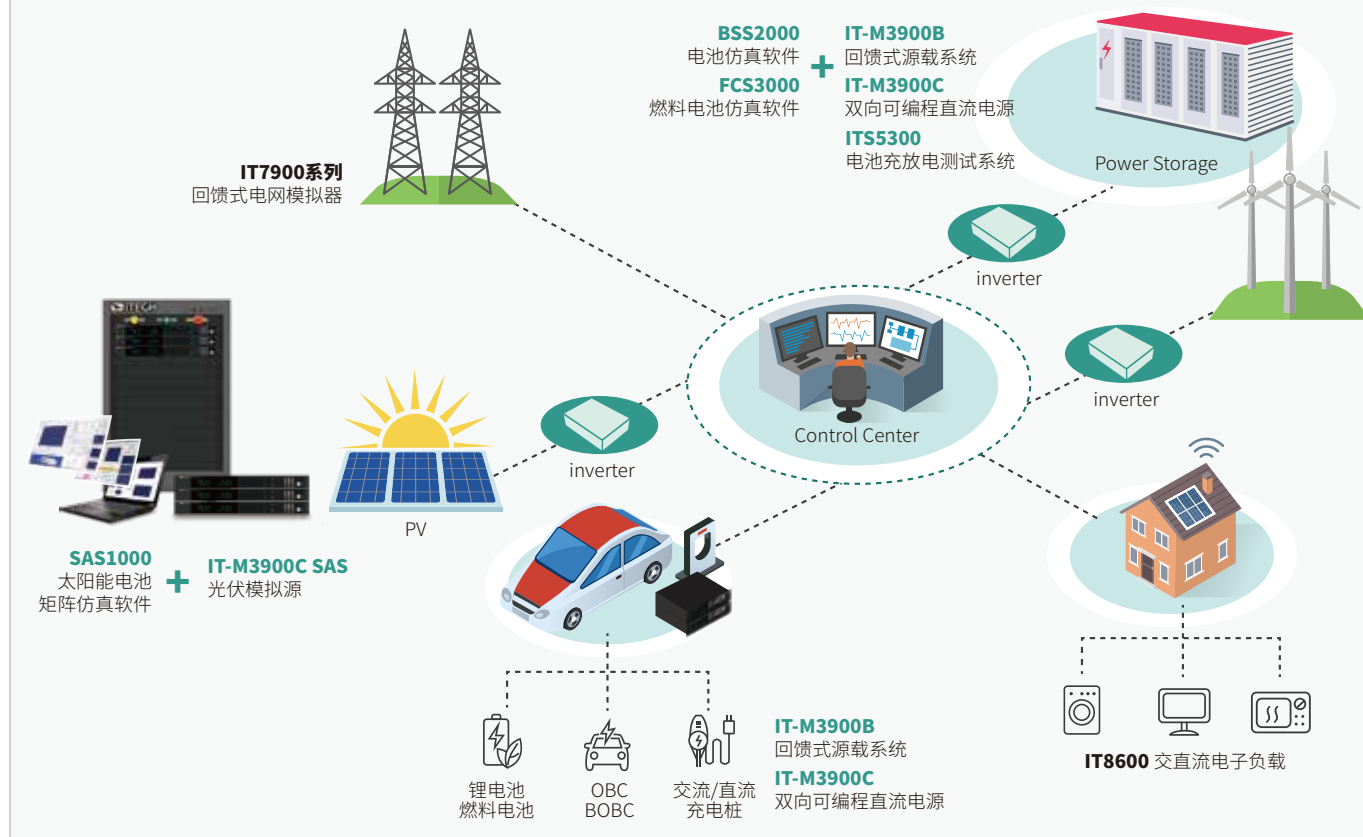 BSS2000
电池仿真软件
FCS3000
燃料电池仿真软件
+
IT-M3900B
回馈式源载系统
IT-M3900C
双向可编程直流电源
ITS5300
电池充放电测试系统
Power Storage
IT7900系列
回馈式电网模拟器
inverter
inverter
ITECH
Control Center
inverter
PV
SAS1000
太阳能电池
矩阵仿真软件
+
IT-M3900C SAS
光伏模拟源
锂电池
燃料电池
OBC
BOBC
交流/直流
充电桩
IT-M3900B
回馈式源载系统
IT-M3900C
双向可编程直流电源
IT8600 交直流电子负载